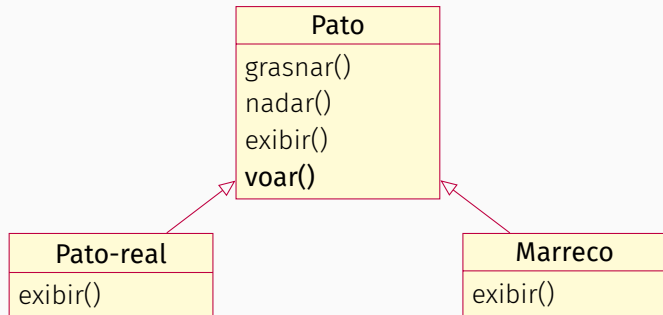 Pato
grasnar()
nadar()
exibir()
voar()
Pato-real
exibir()
Marreco
exibir()